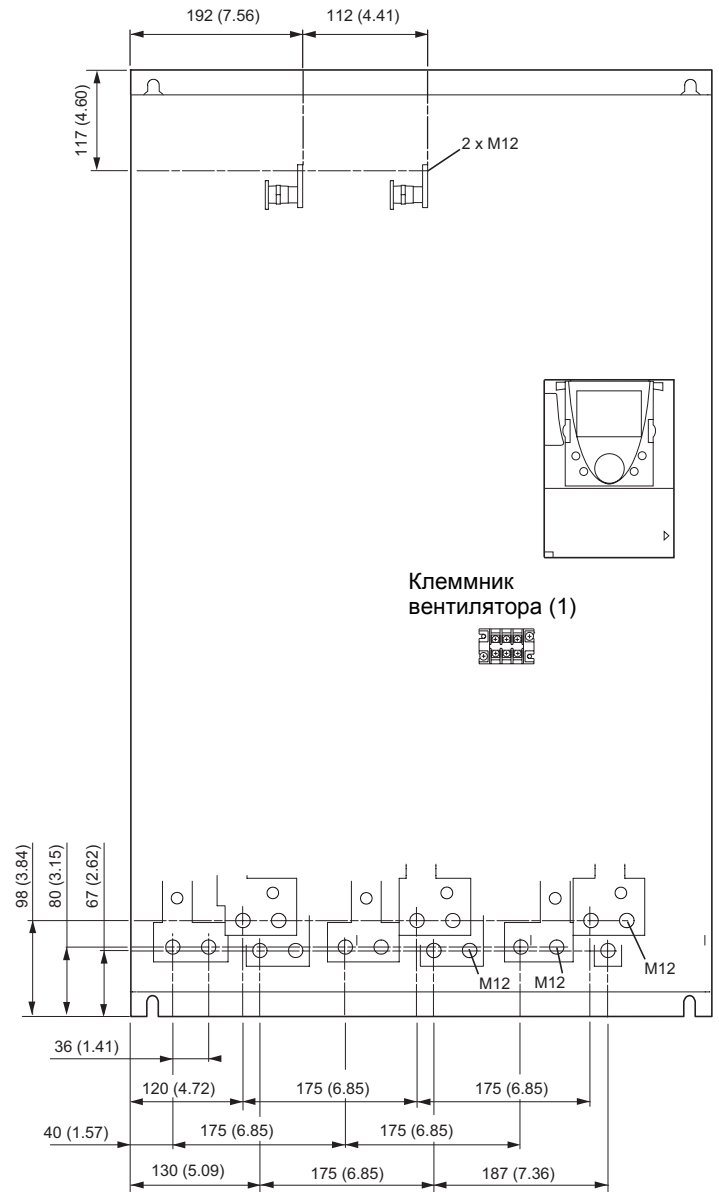 192 (7.56)
112 (4.41)
117 (4.60)
2 x M12
Клеммник
вентилятора (1)
98 (3.84)
80 (3.15)
67 (2.62)
M12
M12
M12
36 (1.41)
120 (4.72)
175 (6.85)
175 (6.85)
40 (1.57)
175 (6.85)
175 (6.85)
130 (5.09)
175 (6.85)
187 (7.36)